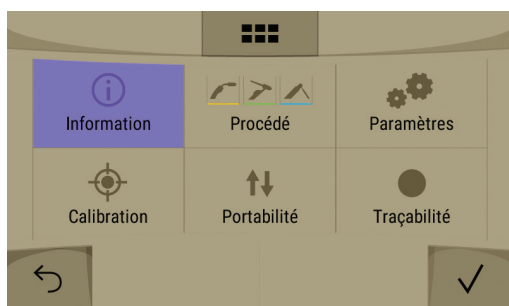 Information
Procédé
Paramètres
Calibration
Portabilité
Traçabilité